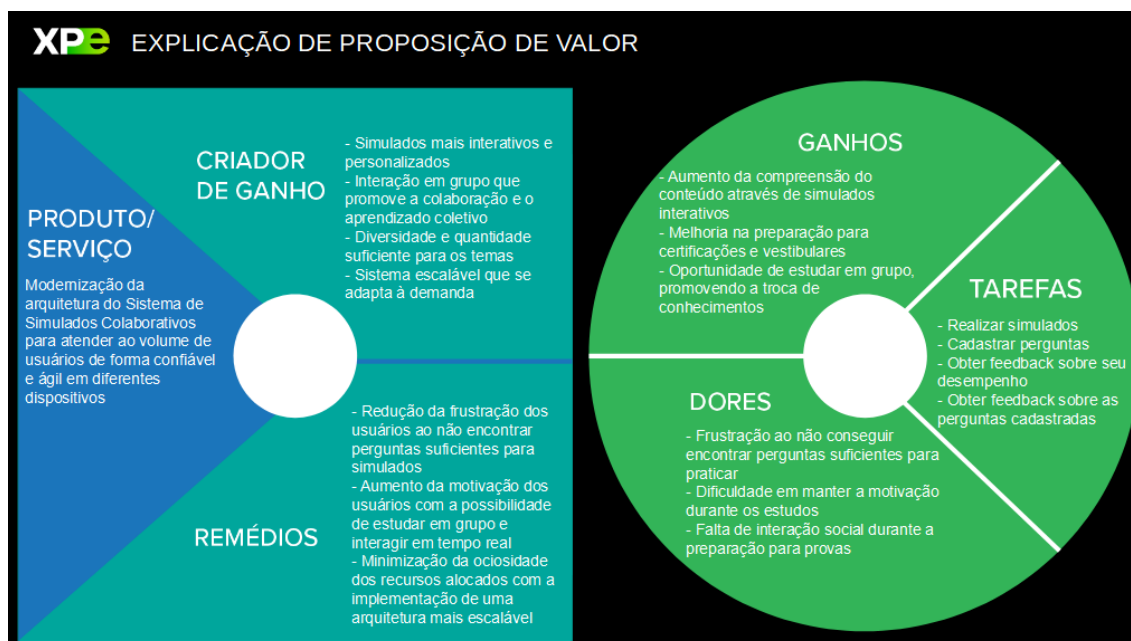 XPe EXPLICAÇÃO DE PROPOSIÇÃO DE VALOR
PRODUTO/
SERVIÇO
Modernização da
arquitetura do Sistema de
Simulados Colaborativos
para atender ao volume de
usuários de forma confiável
e ágil em diferentes
dispositivos
CRIADOR
DE GANHO
- Simulados mais interativos e
personalizados
- Interação em grupo que
promove a colaboração e o
aprendizado coletivo
- Diversidade e quantidade
suficiente para os temas
- Sistema escalável que se
adapta à demanda
REMÉDIOS
- Redução da frustração dos
usuários ao não encontrar
perguntas suficientes para
simulados
- Aumento da motivação dos
usuários com a possibilidade
de estudar em grupo e
interagir em tempo real
- Minimização da ociosidade
dos recursos alocados com a
implementação de uma
arquitetura mais escalável
GANHOS
- Aumento da compreensão do
conteúdo através de simulados
interativos
- Melhoria na preparação para
certificações e vestibulares
- Oportunidade de estudar em grupo,
promovendo a troca de
conhecimentos
TAREFAS
- Realizar simulados
- Cadastrar perguntas
- Obter feedback sobre seu
desempenho
- Obter feedback sobre as
perguntas cadastradas
DORES
- Frustração ao não conseguir
encontrar perguntas suficientes para
praticar
- Dificuldade em manter a motivação
durante os estudos
- Falta de interação social durante a
preparação para provas